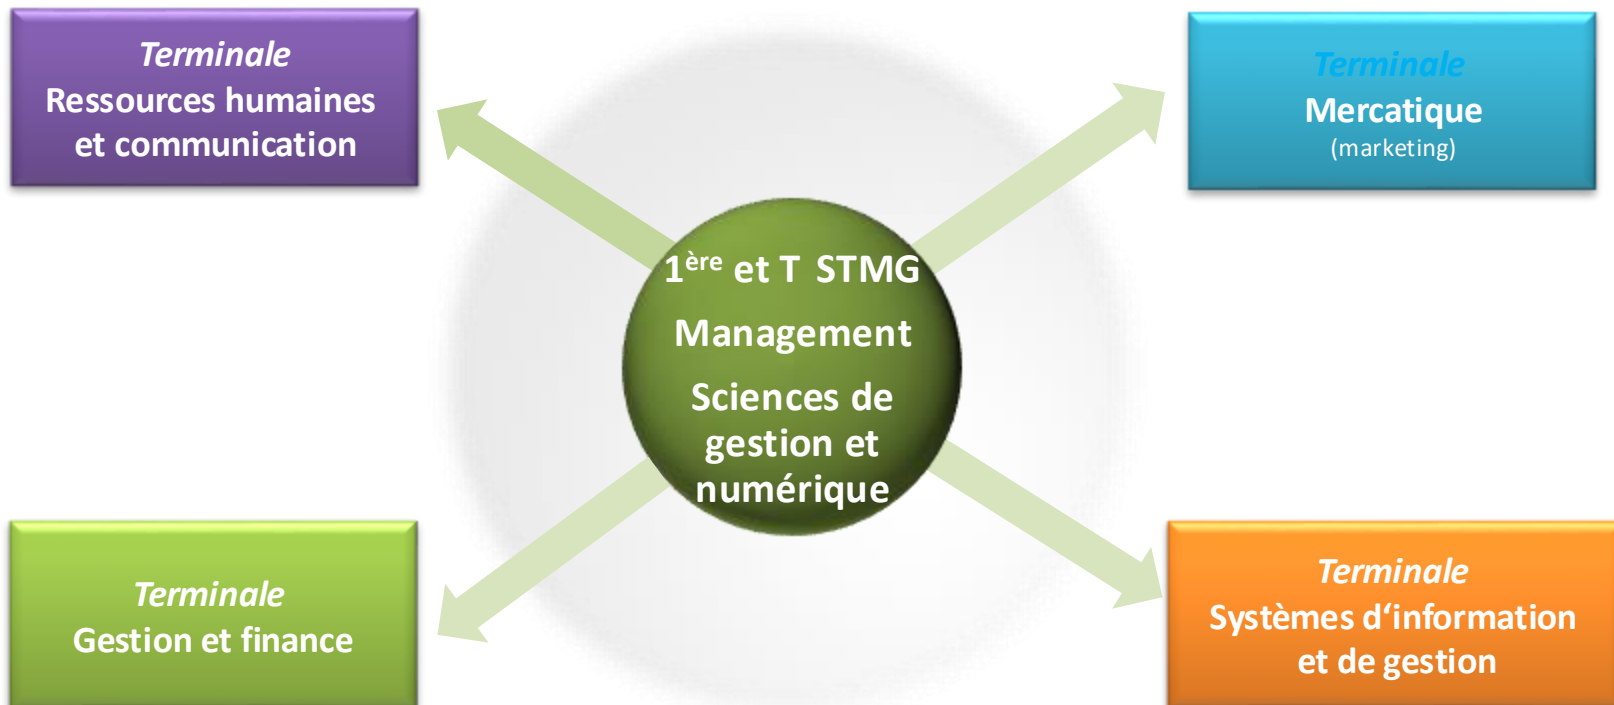 Terminale
Ressources humaines
et communication
Terminale
Mercatique
(marketing)
1ère et T STMG
Management
Sciences de
gestion et
numérique
Terminale
Gestion et finance
Terminale
Systèmes d‘information
et de gestion